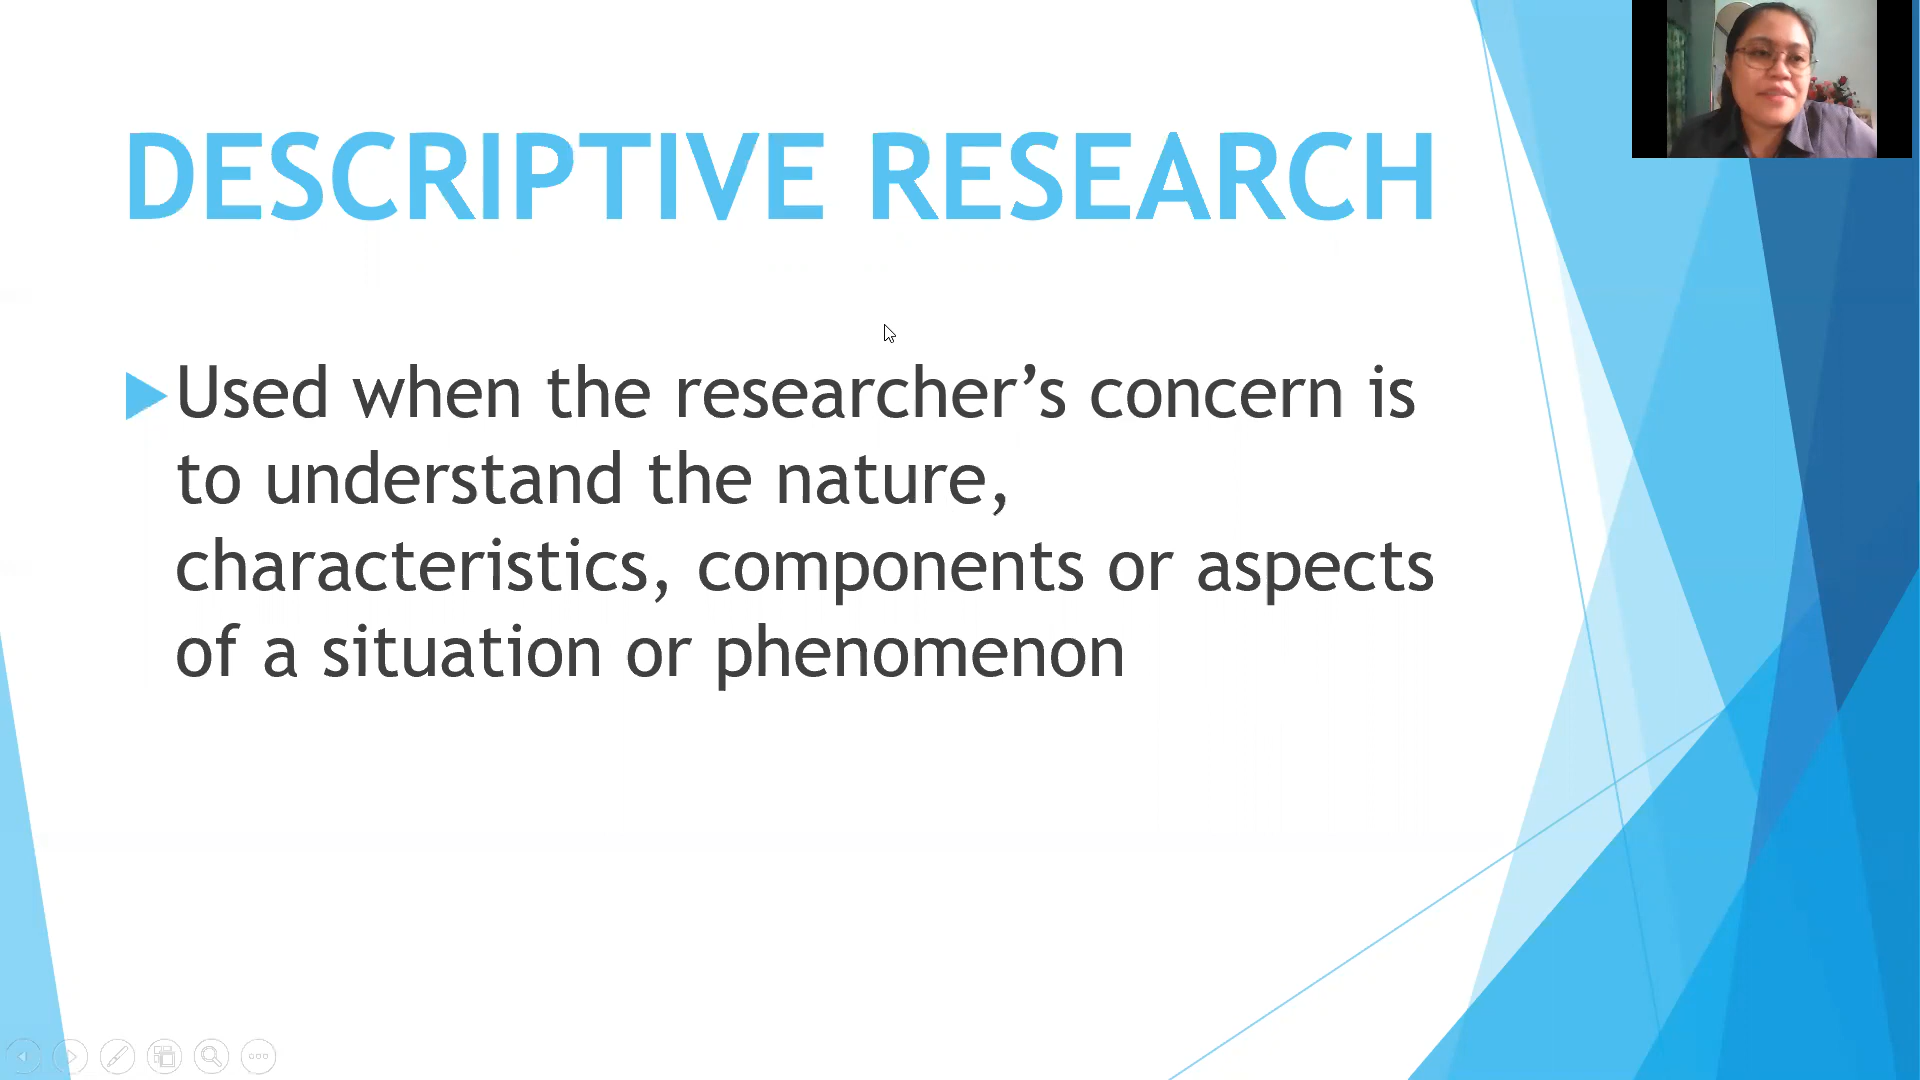 DESCRIPTIVE RESEARCH
Used when the researcher’s concern is
to understand the nature,
characteristics, components or aspects
of a situation or phenomenon